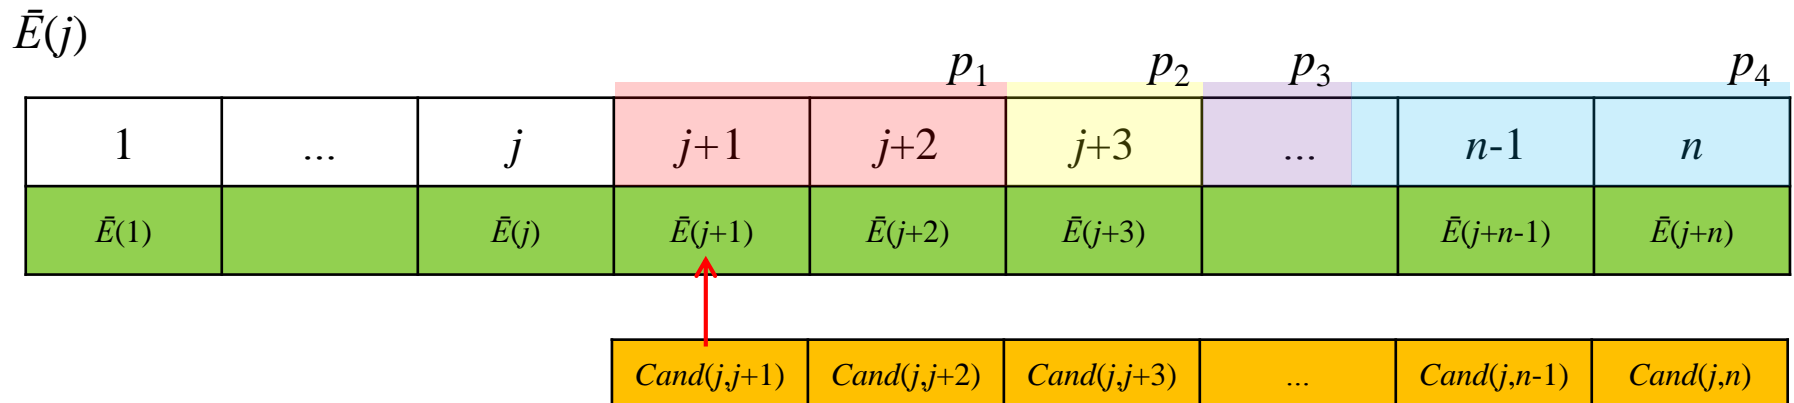 Ē(j)
p₁ p₂ p₃ p₄
1 ... j j+1 j+2 j+3 ... n-1 n
Ē(1) Ē(j) Ē(j+1) Ē(j+2) Ē(j+3) Ē(j+n-1) Ē(j+n)
Cand(j,j+1) Cand(j,j+2) Cand(j,j+3) ... Cand(j,n-1) Cand(j,n)